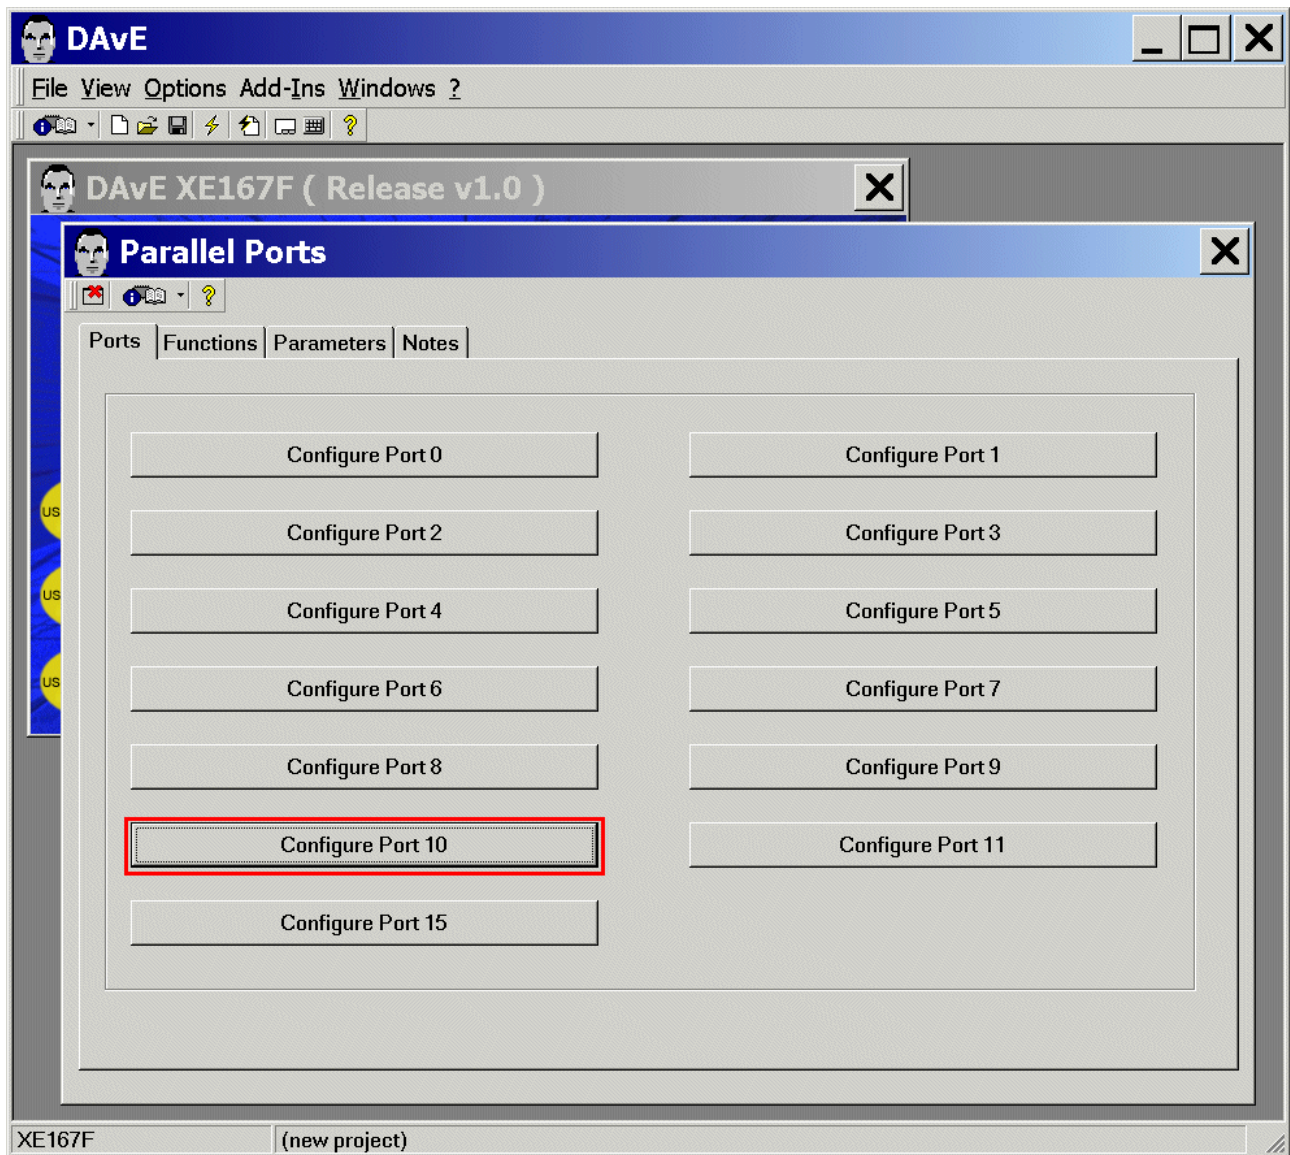 DAvE
File View Options Add-Ins Windows ?
DAvE XE167F ( Release v1.0 )
Parallel Ports
Ports Functions Parameters Notes
Configure Port 0 Configure Port 1
Configure Port 2 Configure Port 3
Configure Port 4 Configure Port 5
Configure Port 6 Configure Port 7
Configure Port 8 Configure Port 9
Configure Port 10 Configure Port 11
Configure Port 15
US
US
US
XE167F (new project)